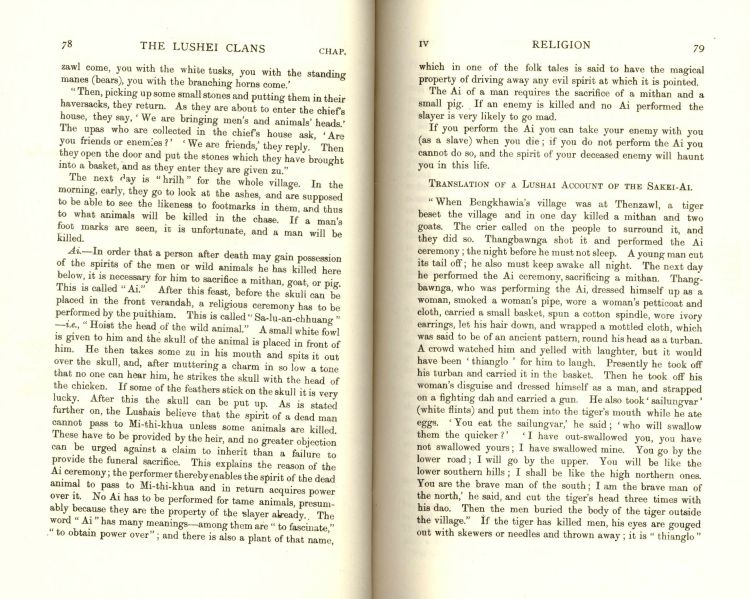 78
THE LUSHEI CLANS
CHAP.
zawl come, you with the white tusks, you with the standing
manes (bears), you with the branching horns come.'
"Then, picking up some small stones and putting them in their
haversacks, they return. As they are about to enter the chief's
house, they say, 'We are bringing men's and animals' heads.'
The upas who are collected in the chief's house ask, 'Are
you friends or enemies?' 'We are friends,' they reply. Then
they open the door and put the stones which they have brought
into a basket, and as they enter they are given zu."
The next day is "hrilh" for the whole village. In the
morning, early, they go to look at the ashes, and are supposed
to be able to see the likeness to footmarks in them, and thus
to what animals will be killed in the chase. If a man's
foot marks are seen, it is unfortunate, and a man will be
killed.
Ai.—In order that a person after death may gain possession
of the spirits of the men or wild animals he has killed here
below, it is necessary for him to sacrifice a mithan, goat, or pig.
This is called "Ai." After this feast, before the skull can be
placed in the front verandah, a religious ceremony has to be
performed by the puithiam. This is called "Sa-lu-an-chhuang"
—i.e., "Hoist the head of the wild animal." A small white fowl
is given to him and the skull of the animal is placed in front of
him. He then takes some zu in his mouth and spits it out
over the skull, and, after muttering a charm in so low a tone
that no one can hear him, he strikes the skull with the head of
the chicken. If some of the feathers stick on the skull it is very
lucky. After this the skull can be put up. As is stated
further on, the Lushais believe that the spirit of a dead man
cannot pass to Mi-thi-khua unless some animals are killed.
These have to be provided by the heir, and no greater objection
can be urged against a claim to inherit than a failure to
provide the funeral sacrifice. This explains the reason of the
Ai ceremony; the performer thereby enables the spirit of the dead
animal to pass to Mi-thi-khua and in return acquires power
over it. No Ai has to be performed for tame animals, presum-
ably because they are the property of the slayer already. The
word "Ai" has many meanings—among them are "to fascinate,"
"to obtain power over"; and there is also a plant of that name,
IV
RELIGION
79
which in one of the folk tales is said to have the magical
property of driving away any evil spirit at which it is pointed.
The Ai of a man requires the sacrifice of a mithan and a
small pig. If an enemy is killed and no Ai performed the
slayer is very likely to go mad.
If you perform the Ai you can take your enemy with you
(as a slave) when you die; if you do not perform the Ai you
cannot do so, and the spirit of your deceased enemy will haunt
you in this life.
TRANSLATION OF A LUSHAI ACCOUNT OF THE SAKEI-AI.
"When Bengkhawia's village was at Thenzawl, a tiger
beset the village and in one day killed a mithan and two
goats. The crier called on the people to surround it, and
they did so. Thangbawnga shot it and performed the Ai
ceremony; the night before he must not sleep. A young man cut
its tail off; he also must keep awake all night. The next day
he performed the Ai ceremony, sacrificing a mithan. Thang-
bawnga, who was performing the Ai, dressed himself up as a
woman, smoked a woman's pipe, wore a woman's petticoat and
cloth, carried a small basket, spun a cotton spindle, wore ivory
earrings, let his hair down, and wrapped a mottled cloth, which
was said to be of an ancient pattern, round his head as a turban.
A crowd watched him and yelled with laughter, but it would
have been 'thianglo' for him to laugh. Presently he took off
his turban and carried it in the basket. Then he took off his
woman's disguise and dressed himself as a man, and strapped
on a fighting dah and carried a gun. He also took 'sailungvar'
(white flints) and put them into the tiger's mouth while he ate
eggs. 'You eat the sailungvar,' he said; 'who will swallow
them the quicker?' 'I have out-swallowed you, you have
not swallowed yours; I have swallowed mine. You go by the
lower road; I will go by the upper. You will be like the
lower southern hills; I shall be like the high northern ones.
You are the brave man of the south; I am the brave man of
the north,' he said, and cut the tiger's head three times with
his dao. Then the men buried the body of the tiger outside
the village." If the tiger has killed men, his eyes are gouged
out with skewers or needles and thrown away; it is "thianglo"